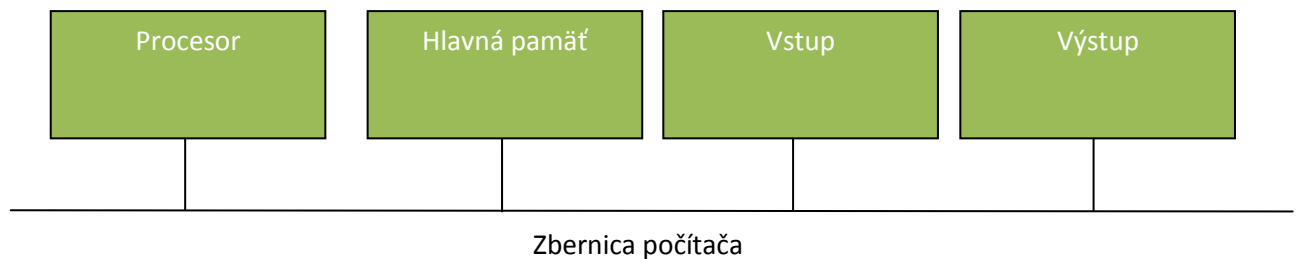 Procesor
Hlavná pamäť
Vstup
Výstup
Zbernica počítača